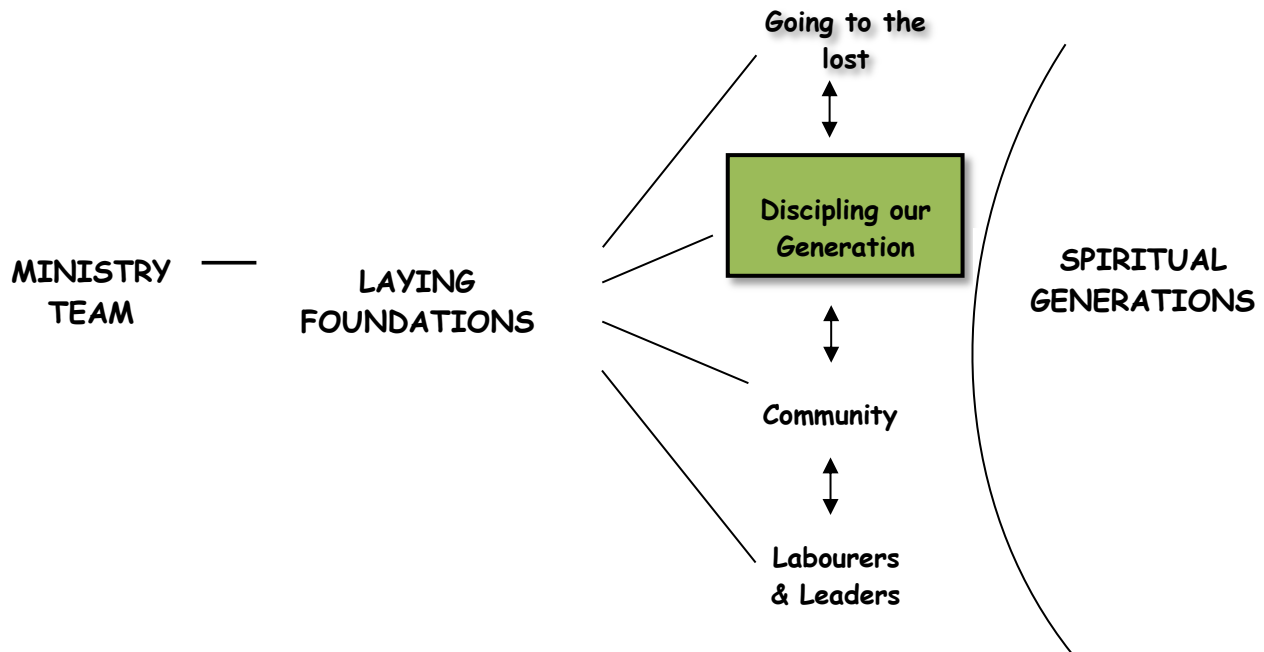 MINISTRY
TEAM
LAYING
FOUNDATIONS
Going to the
lost
Discipling our
Generation
Community
Labourers
& Leaders
SPIRITUAL
GENERATIONS